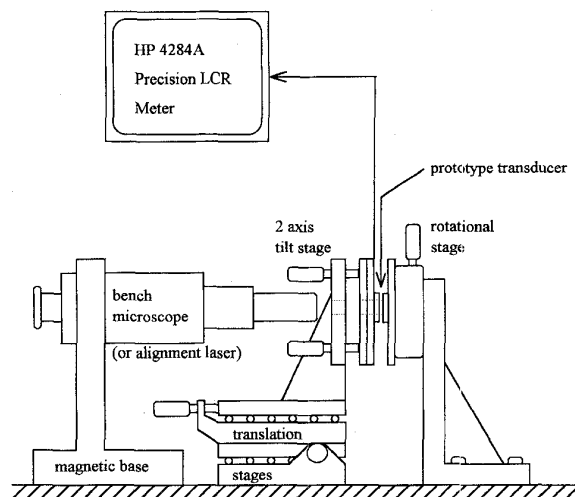 HP 4284A
Precision LCR
Meter
prototype transducer
2 axis
tilt stage
rotational
stage
bench
microscope
(or alignment laser)
translation
magnetic base
stages